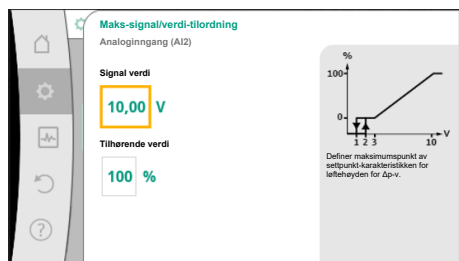 Maks-signal/verdi-tilordning
Analoginngang (AI2)
Signal verdi
10,00 V
Tilhørende verdi
100 %
%
100
0
1 2 3 10 V
Definer maksimumspunkt av
settpunkt-karakteristikken for
løftehøyden for Δp-v.
?